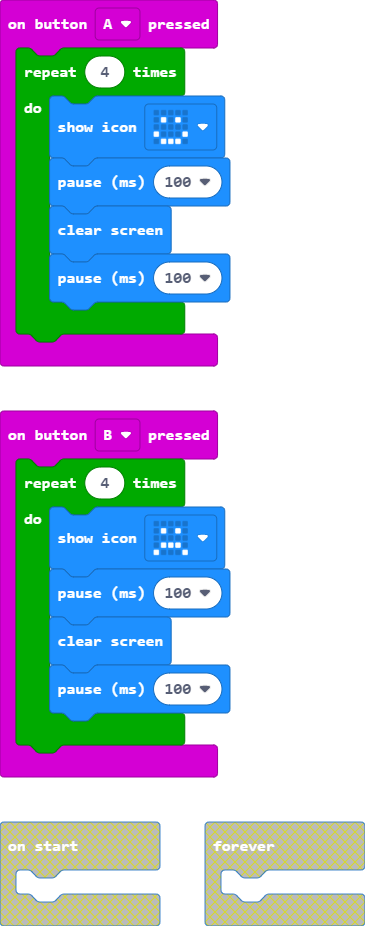 on button A pressed
repeat 4 times
do
show icon
pause (ms) 100
clear screen
pause (ms) 100
on button B pressed
repeat 4 times
do
show icon
pause (ms) 100
clear screen
pause (ms) 100
on start
forever